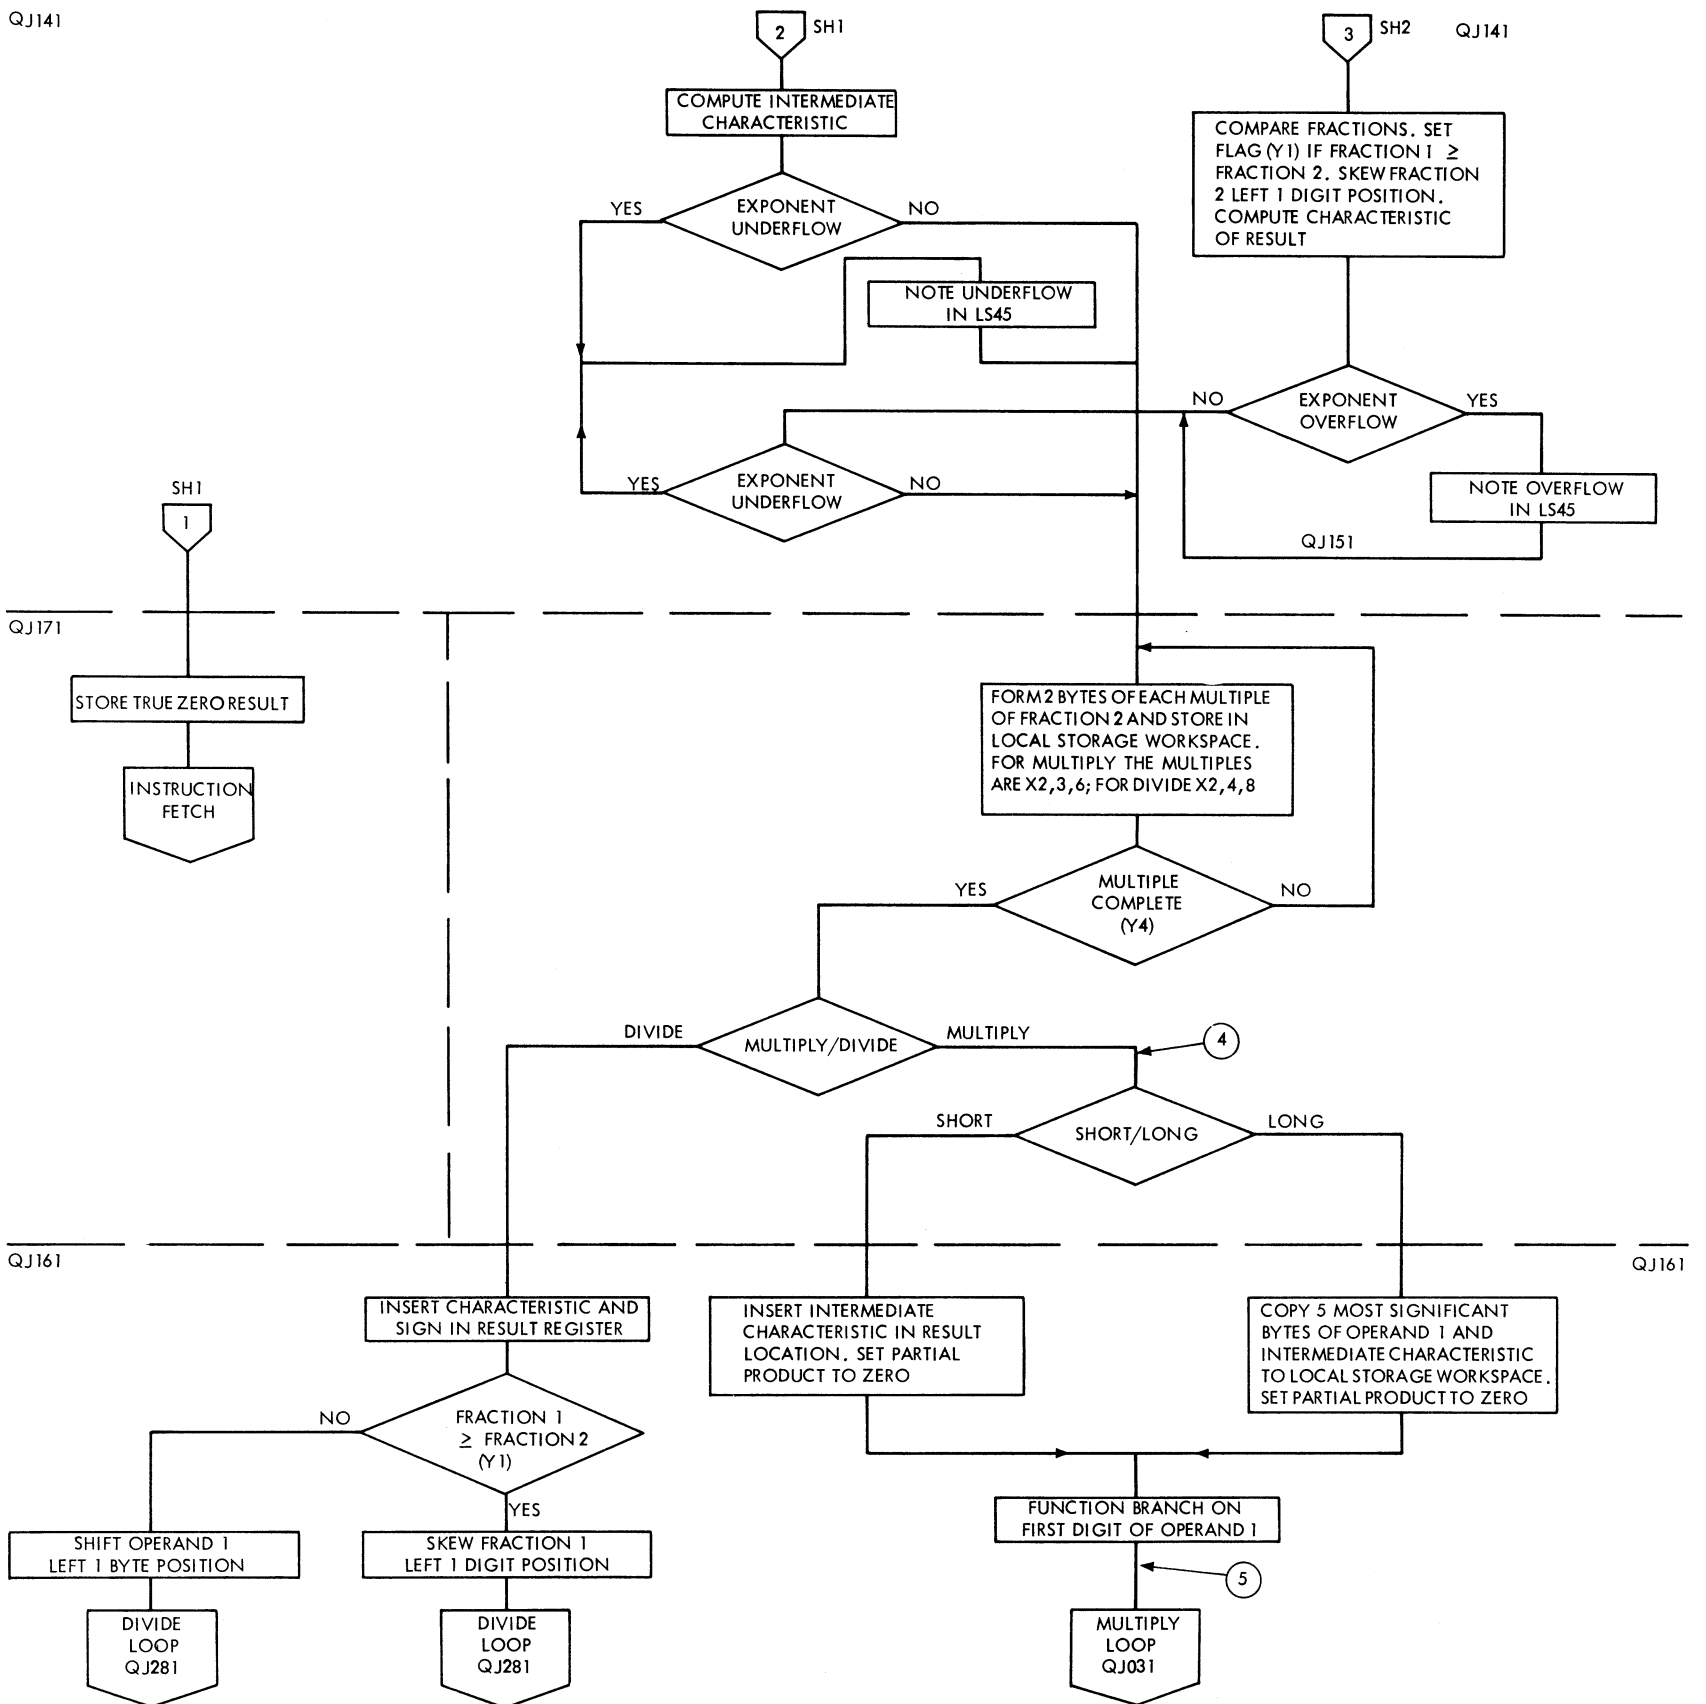 QJ141
2
SH1
3
SH2
QJ141
COMPUTE INTERMEDIATE
CHARACTERISTIC
COMPARE FRACTIONS. SET
FLAG (Y1) IF FRACTION 1 ≥
FRACTION 2. SKEW FRACTION
2 LEFT 1 DIGIT POSITION.
COMPUTE CHARACTERISTIC
OF RESULT
YES
EXPONENT
UNDERFLOW
NO
NOTE UNDERFLOW
IN LS45
NO
EXPONENT
OVERFLOW
YES
YES
EXPONENT
UNDERFLOW
NO
NOTE OVERFLOW
IN LS45
QJ151
SH1
1
QJ171
STORE TRUE ZERO RESULT
INSTRUCTION
FETCH
FORM 2 BYTES OF EACH MULTIPLE
OF FRACTION 2 AND STORE IN
LOCAL STORAGE WORKSPACE.
FOR MULTIPLY THE MULTIPLES
ARE X2,3,6; FOR DIVIDE X2,4,8
YES
MULTIPLE
COMPLETE
(Y4)
NO
DIVIDE
MULTIPLY/DIVIDE
MULTIPLY
4
SHORT
SHORT/LONG
LONG
QJ161
QJ161
INSERT CHARACTERISTIC AND
SIGN IN RESULT REGISTER
INSERT INTERMEDIATE
CHARACTERISTIC IN RESULT
LOCATION. SET PARTIAL
PRODUCT TO ZERO
COPY 5 MOST SIGNIFICANT
BYTES OF OPERAND 1 AND
INTERMEDIATE CHARACTERISTIC
TO LOCAL STORAGE WORKSPACE.
SET PARTIAL PRODUCT TO ZERO
NO
FRACTION 1
≥ FRACTION 2
(Y1)
YES
FUNCTION BRANCH ON
FIRST DIGIT OF OPERAND 1
SHIFT OPERAND 1
LEFT 1 BYTE POSITION
SKEW FRACTION 1
LEFT 1 DIGIT POSITION
5
DIVIDE
LOOP
QJ281
DIVIDE
LOOP
QJ281
MULTIPLY
LOOP
QJ031